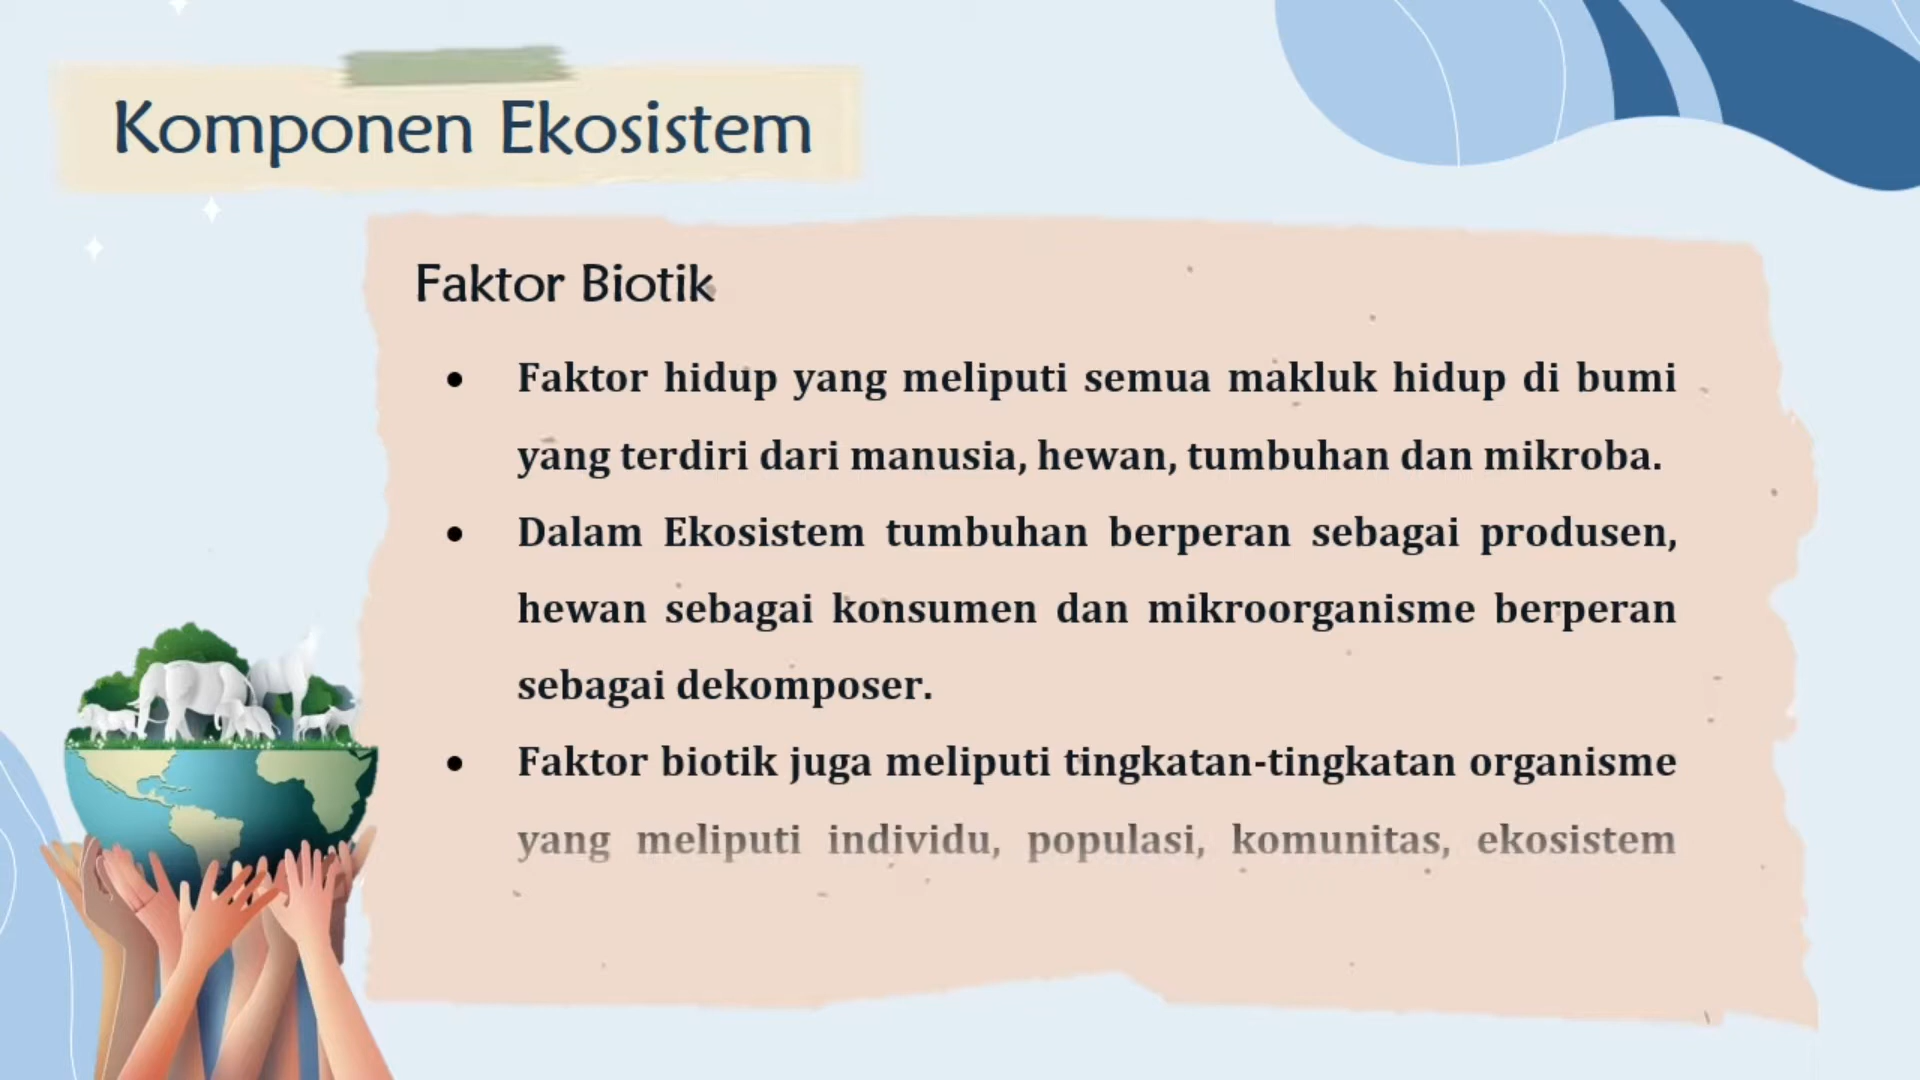 Komponen Ekosistem
Faktor Biotik
• Faktor hidup yang meliputi semua makluk hidup di bumi
yang terdiri dari manusia, hewan, tumbuhan dan mikroba.
• Dalam Ekosistem tumbuhan berperan sebagai produsen,
hewan sebagai konsumen dan mikroorganisme berperan
sebagai dekomposer.
• Faktor biotik juga meliputi tingkatan-tingkatan organisme
yang meliputi individu, populasi, komunitas, ekosistem